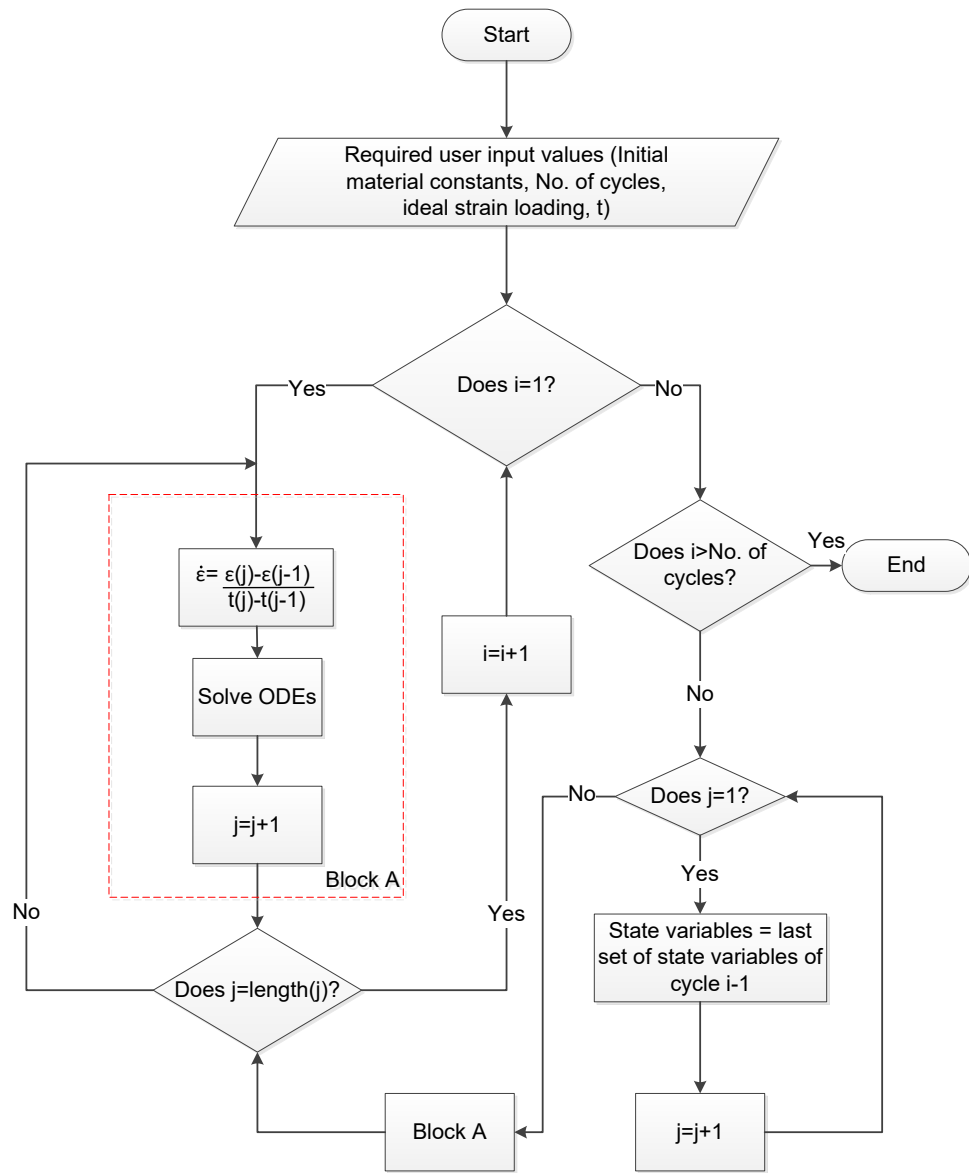 Start
Required user input values (Initial
material constants, No. of cycles,
ideal strain loading, t)
Does i=1?
Yes
No
ε̇= ε(j)-ε(j-1)
t(j)-t(j-1)
Solve ODEs
j=j+1
Block A
i=i+1
Does i>No. of
cycles?
Yes
End
No
Does j=1?
No
Yes
State variables = last
set of state variables of
cycle i-1
j=j+1
No
Yes
Does j=length(j)?
Block A